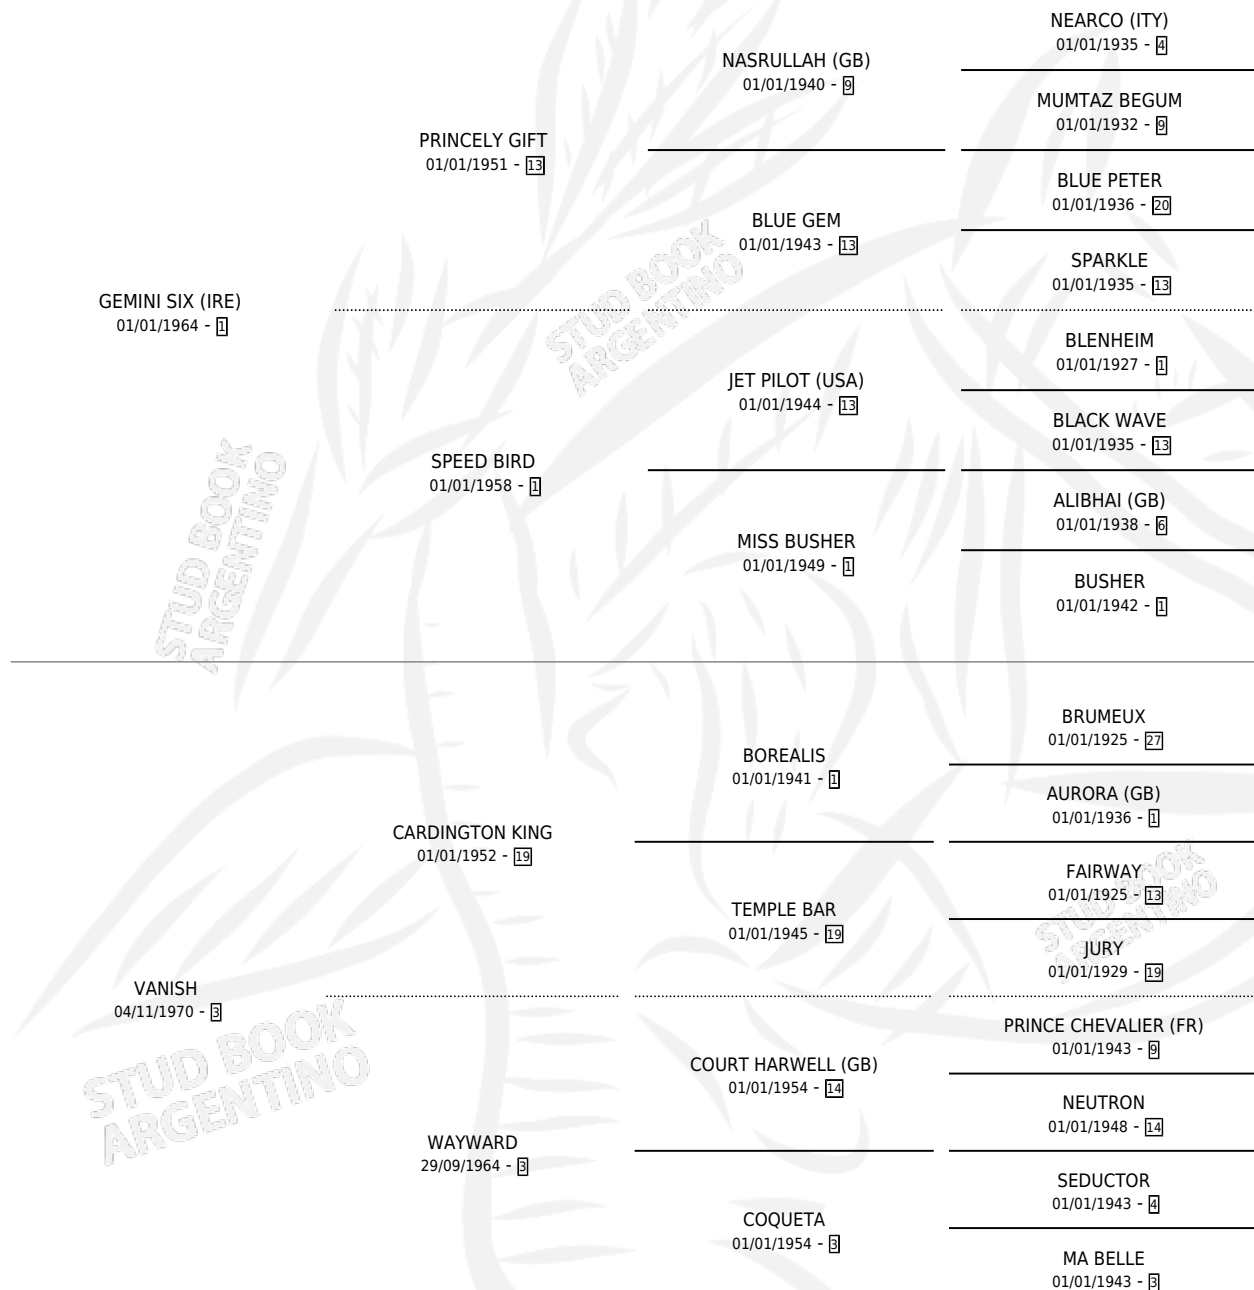 NEARCO (ITY)
01/01/1935 - 4
NASRULLAH (GB)
01/01/1940 - 9
MUMTAZ BEGUM
01/01/1932 - 9
PRINCELY GIFT
01/01/1951 - 13
BLUE PETER
01/01/1936 - 20
BLUE GEM
01/01/1943 - 13
SPARKLE
01/01/1935 - 13
GEMINI SIX (IRE)
01/01/1964 - 1
STUD BOOK
ARGENTINO
BLENHEIM
01/01/1927 - 1
JET PILOT (USA)
01/01/1944 - 13
BLACK WAVE
01/01/1935 - 13
SPEED BIRD
01/01/1958 - 1
ALIBHAI (GB)
01/01/1938 - 6
MISS BUSHER
01/01/1949 - 1
BUSHER
01/01/1942 - 1
STUD BOOK
ARGENTINO
BRUMEUX
01/01/1925 - 27
BOREALIS
01/01/1941 - 1
AURORA (GB)
01/01/1936 - 1
CARDINGTON KING
01/01/1952 - 19
FAIRWAY
01/01/1925 - 13
TEMPLE BAR
01/01/1945 - 19
JURY
01/01/1929 - 19
STUD BOOK
ARGENTINO
VANISH
04/11/1970 - 3
PRINCE CHEVALIER (FR)
01/01/1943 - 9
COURT HARWELL (GB)
01/01/1954 - 14
NEUTRON
01/01/1948 - 14
STUD BOOK
ARGENTINO
WAYWARD
29/09/1964 - 3
SEDUCTOR
01/01/1943 - 4
COQUETA
01/01/1954 - 3
MA BELLE
01/01/1943 - 3